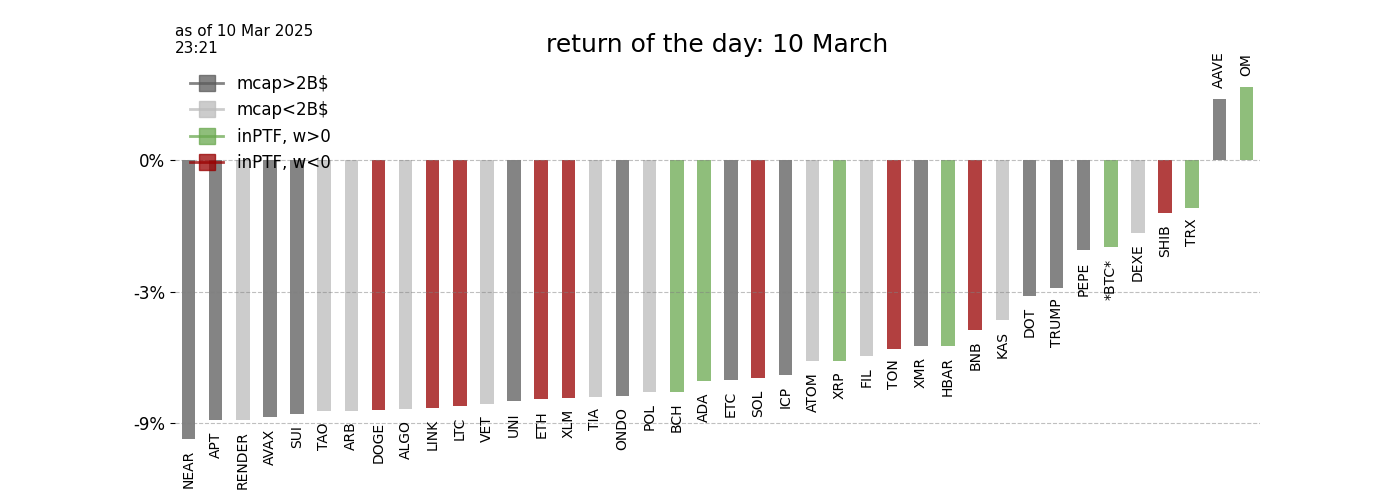 as of 10 Mar 2025
23:21
return of the day: 10 March
mcap>2B$
mcap<2B$
inPTF, w>0
inPTF, w<0
0%
-3%
-9%
NEAR
APT
RENDER
AVAX
SUI
TAO
ARB
DOGE
ALGO
LINK
LTC
VET
UNI
ETH
XLM
TIA
ONDO
POL
BCH
ADA
ETC
SOL
ICP
ATOM
XRP
FIL
TON
XMR
HBAR
BNB
KAS
DOT
TRUMP
PEPE
*BTC*
DEXE
SHIB
TRX
AAVE
OM